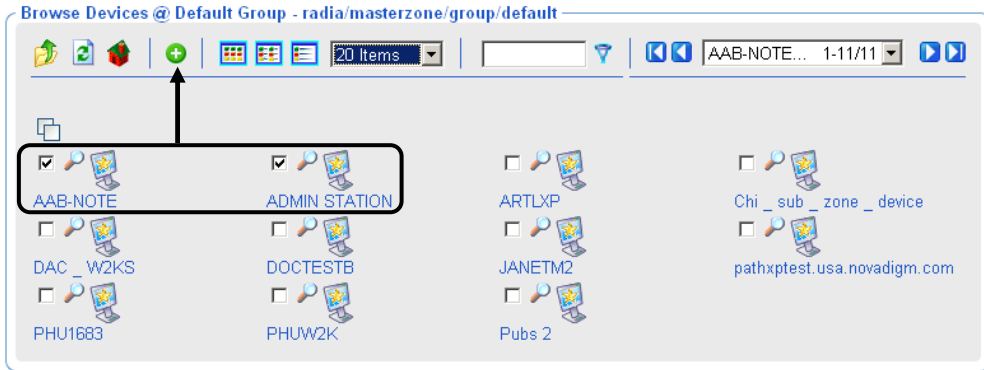 Browse Devices @ Default Group - radia/masterzone/group/default
20 Items AAB-NOTE... 1-11/11
AAB-NOTE ADMIN STATION ARTLXP Chi _ sub _ zone _ device
DAC _ W2KS DOCTESTB JANETM2 pathxptest.usa.novadigm.com
PHU1683 PHUW2K Pubs 2